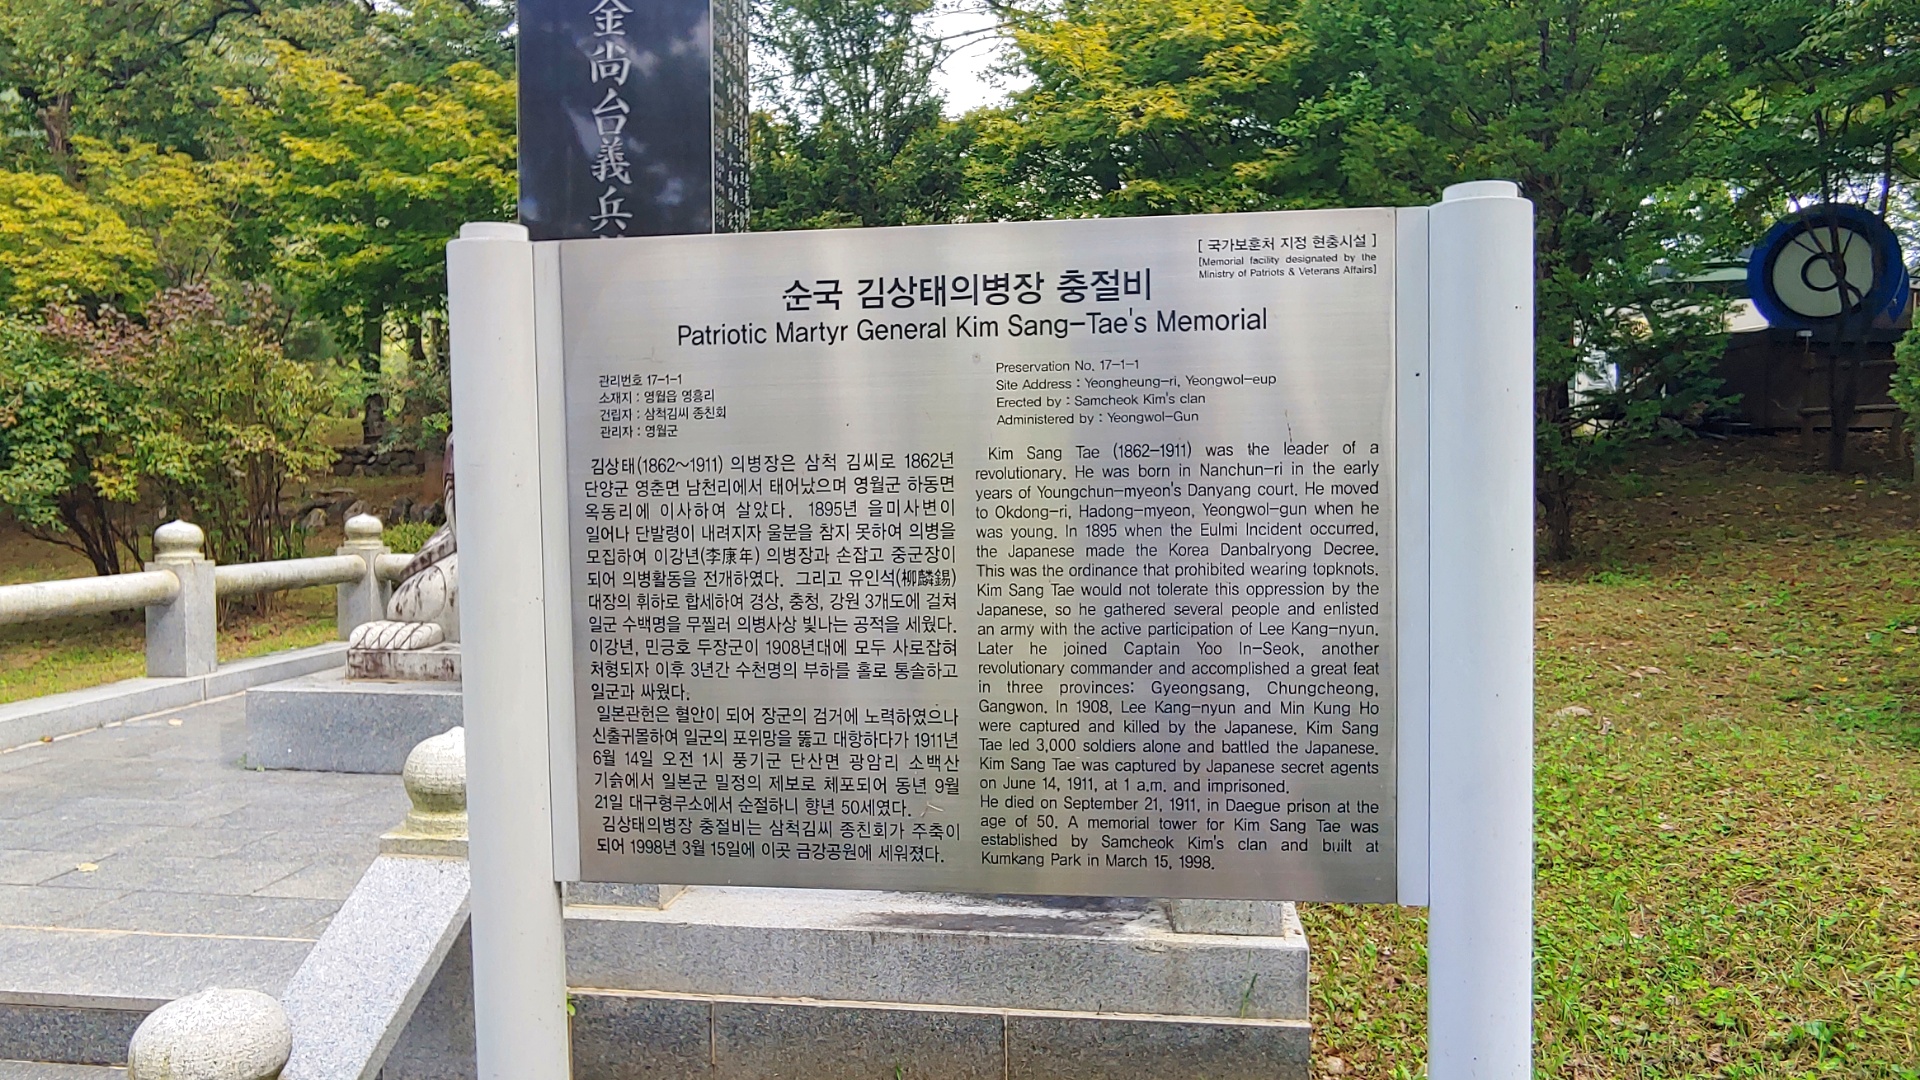 金尚台義兵
[ 국가보훈처 지정 현충시설 ]
[Memorial facility designated by the
Ministry of Patriots & Veterans Affairs]
순국 김상태의병장 충절비
Patriotic Martyr General Kim Sang-Tae's Memorial
관리번호 17-1-1
소재지 : 영월읍 영흥리
건립자 : 삼척김씨 종친회
관리자 : 영월군
김상태(1862~1911) 의병장은 삼척 김씨로 1862년
단양군 영춘면 남천리에서 태어났으며 영월군 하동면
옥동리에 이사하여 살았다. 1895년 을미사변이
일어나 단발령이 내려지자 울분을 참지 못하여 의병을
모집하여 이강년(李康年) 의병장과 손잡고 중군장이
되어 의병활동을 전개하였다. 그리고 유인석(柳麟錫)
대장의 휘하로 합세하여 경상, 충청, 강원 3개도에 걸쳐
일군 수백명을 무찔러 의병사상 빛나는 공적을 세웠다.
이강년, 민긍호 두장군이 1908년대에 모두 사로잡혀
처형되자 이후 3년간 수천명의 부하를 홀로 통솔하고
일군과 싸웠다.
일본관헌은 혈안이 되어 장군의 검거에 노력하였으나
신출귀몰하여 일군의 포위망을 뚫고 대항하다가 1911년
6월 14일 오전 1시 풍기군 단산면 광암리 소백산
기슭에서 일본군 밀정의 제보로 체포되어 동년 9월
21일 대구형무소에서 순절하니 향년 50세였다.
김상태의병장 충절비는 삼척김씨 종친회가 주축이
되어 1998년 3월 15일에 이곳 금강공원에 세워졌다.
Preservation No. 17-1-1
Site Address : Yeongheung-ri, Yeongwol-eup
Erected by : Samcheok Kim's clan
Administered by : Yeongwol-Gun
Kim Sang Tae (1862-1911) was the leader of a
revolutionary. He was born in Nanchun-ri in the early
years of Youngchun-myeon's Danyang court. He moved
to Okdong-ri, Hadong-myeon, Yeongwol-gun when he
was young. In 1895 when the Eulmi Incident occurred,
the Japanese made the Korea Danbalryong Decree.
This was the ordinance that prohibited wearing topknots.
Kim Sang Tae would not tolerate this oppression by the
Japanese, so he gathered several people and enlisted
an army with the active participation of Lee Kang-nyun.
Later he joined Captain Yoo In-Seok, another
revolutionary commander and accomplished a great feat
in three provinces: Gyeongsang, Chungcheong,
Gangwon. In 1908, Lee Kang-nyun and Min Kung Ho
were captured and killed by the Japanese. Kim Sang
Tae led 3,000 soldiers alone and battled the Japanese.
Kim Sang Tae was captured by Japanese secret agents
on June 14, 1911, at 1 a.m. and imprisoned.
He died on September 21, 1911, in Daegue prison at the
age of 50. A memorial tower for Kim Sang Tae was
established by Samcheok Kim's clan and built at
Kumkang Park in March 15, 1998.